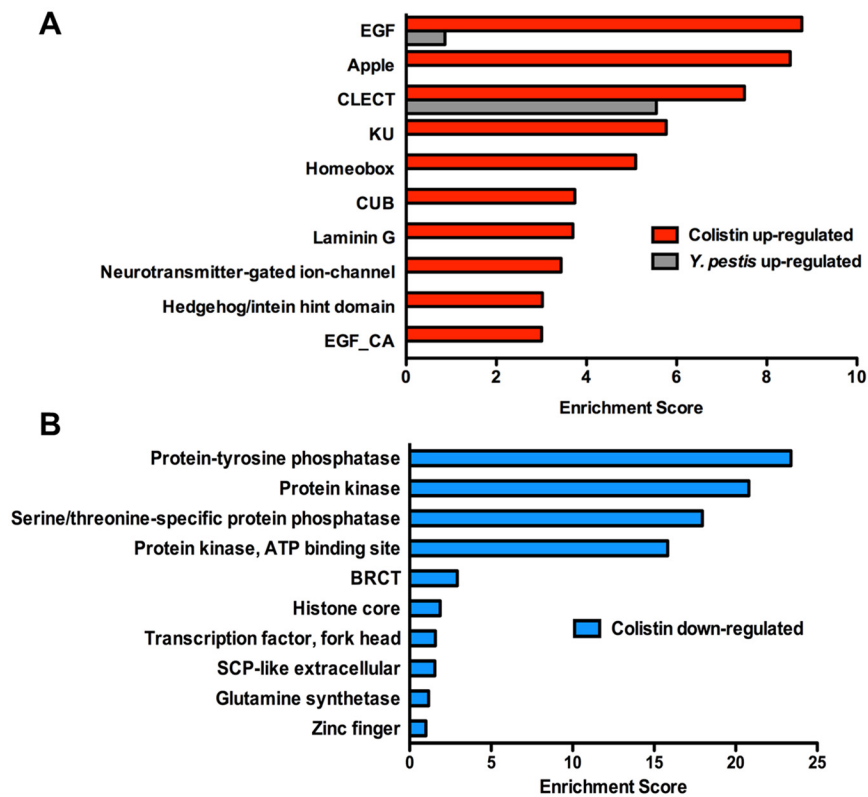 A
EGF
Apple
CLECT
KU
Homeobox
CUB
Laminin G
Neurotransmitter-gated ion-channel
Hedgehog/intein hint domain
EGF_CA
Colistin up-regulated
Y. pestis up-regulated
0 2 4 6 8 10
Enrichment Score
B
Protein-tyrosine phosphatase
Protein kinase
Serine/threonine-specific protein phosphatase
Protein kinase, ATP binding site
BRCT
Histone core
Transcription factor, fork head
SCP-like extracellular
Glutamine synthetase
Zinc finger
Colistin down-regulated
0 5 10 15 20 25
Enrichment Score